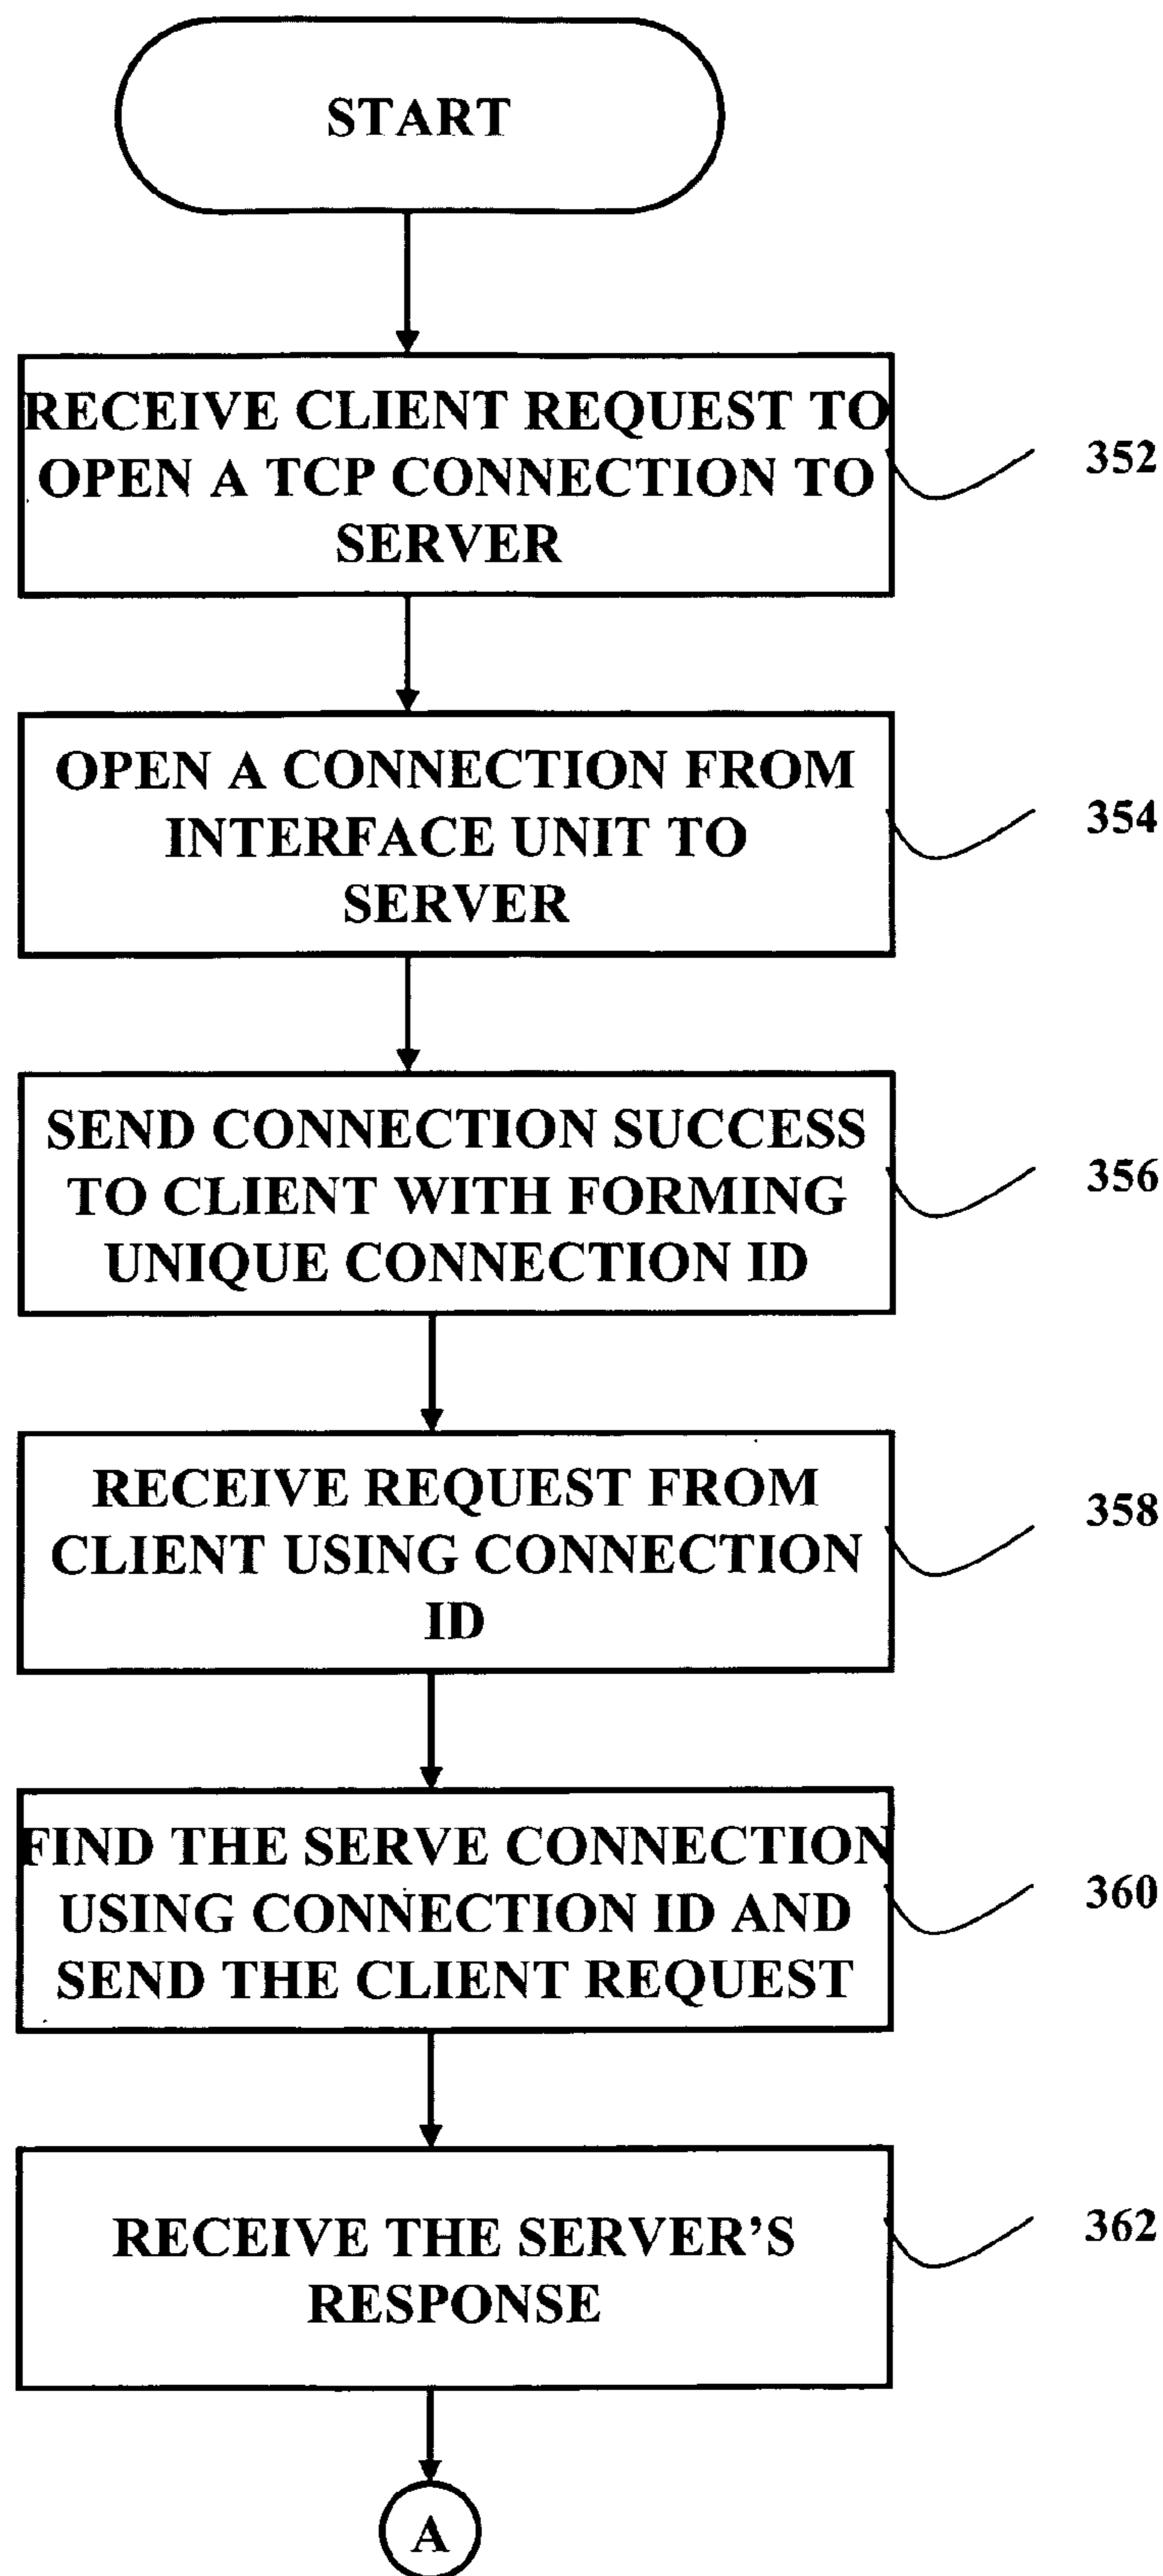 START
RECEIVE CLIENT REQUEST TO
OPEN A TCP CONNECTION TO
SERVER
352
OPEN A CONNECTION FROM
INTERFACE UNIT TO
SERVER
354
SEND CONNECTION SUCCESS
TO CLIENT WITH FORMING
UNIQUE CONNECTION ID
356
RECEIVE REQUEST FROM
CLIENT USING CONNECTION
ID
358
FIND THE SERVE CONNECTION
USING CONNECTION ID AND
SEND THE CLIENT REQUEST
360
RECEIVE THE SERVER’S
RESPONSE
362
A